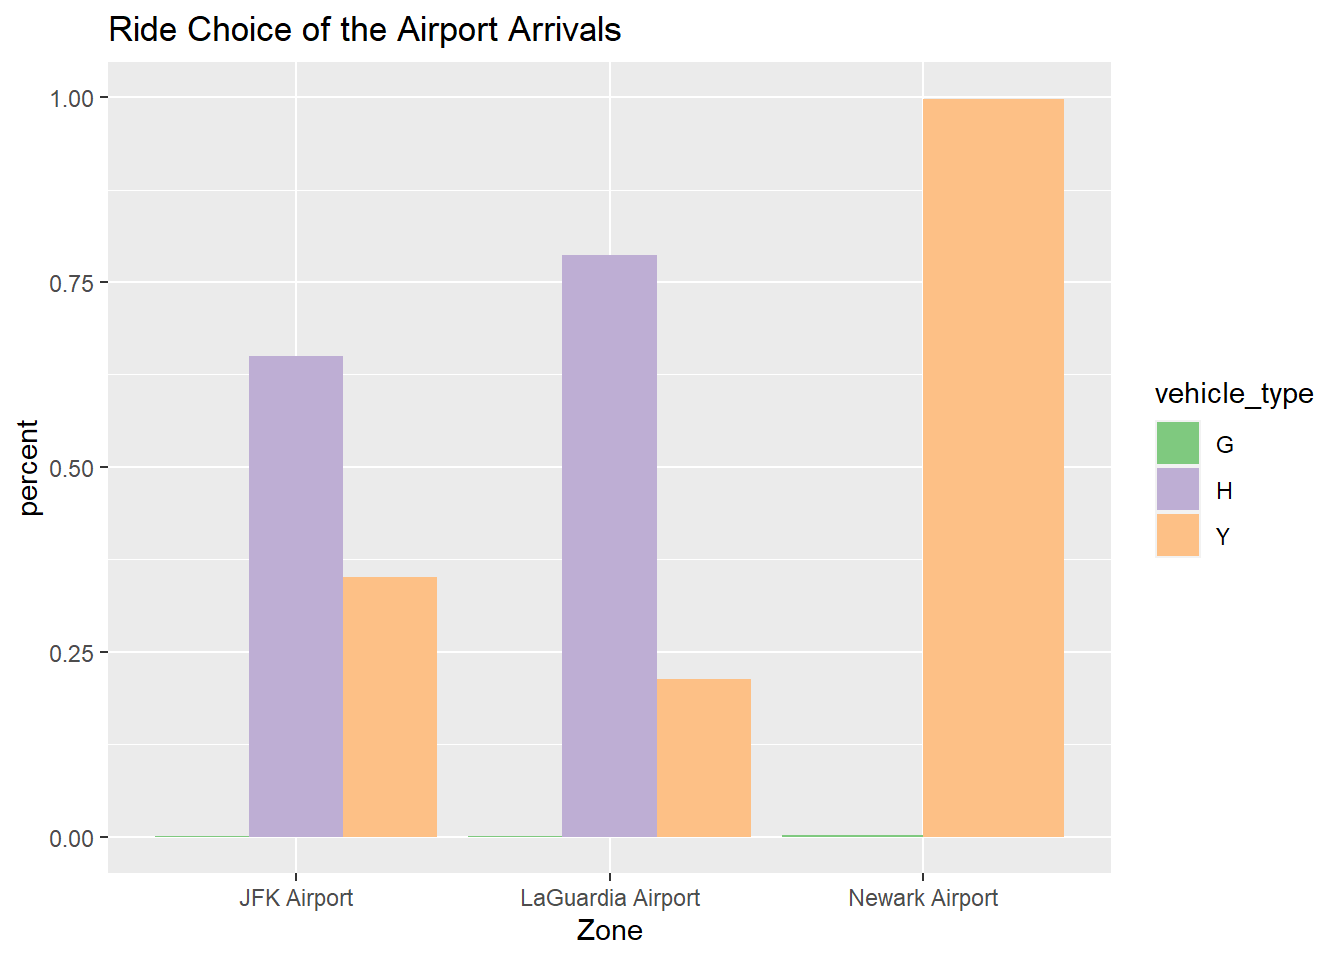 Ride Choice of the Airport Arrivals
1.00
0.75
0.50
0.25
0.00
percent
JFK Airport
LaGuardia Airport
Newark Airport
Zone
vehicle_type
G
H
Y